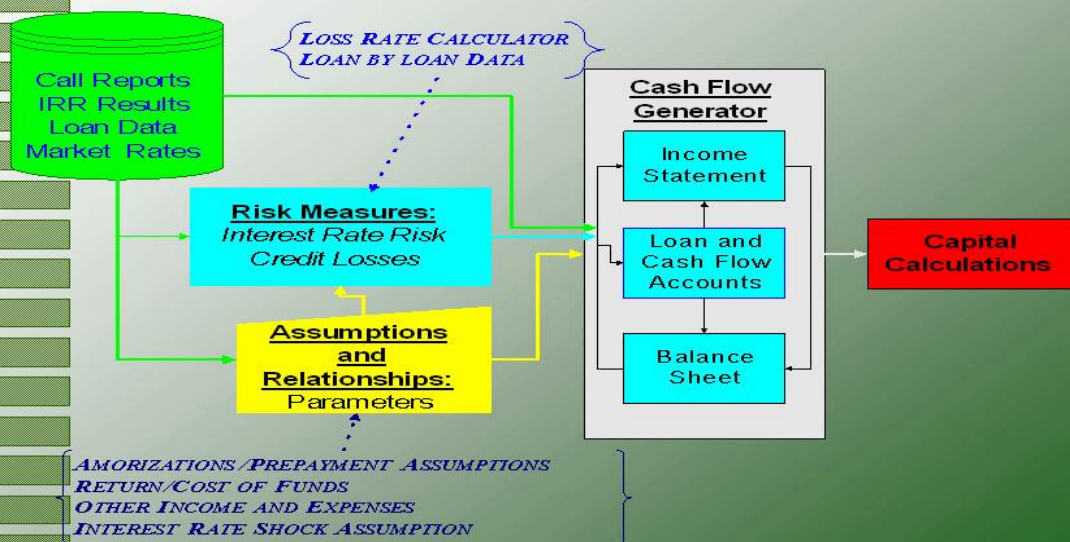 LOSS RATE CALCULATOR
LOAN BY LOAN DATA
Call Reports
IRR Results
Loan Data
Market Rates
Risk Measures:
Interest Rate Risk
Credit Losses
Assumptions
and
Relationships:
Parameters
Cash Flow
Generator
Income
Statement
Loan and
Cash Flow
Accounts
Balance
Sheet
Capital
Calculations
AMORIZATIONS/PREPAYMENT ASSUMPTIONS
RETURN/COST OF FUNDS
OTHER INCOME AND EXPENSES
INTEREST RATE SHOCK ASSUMPTION